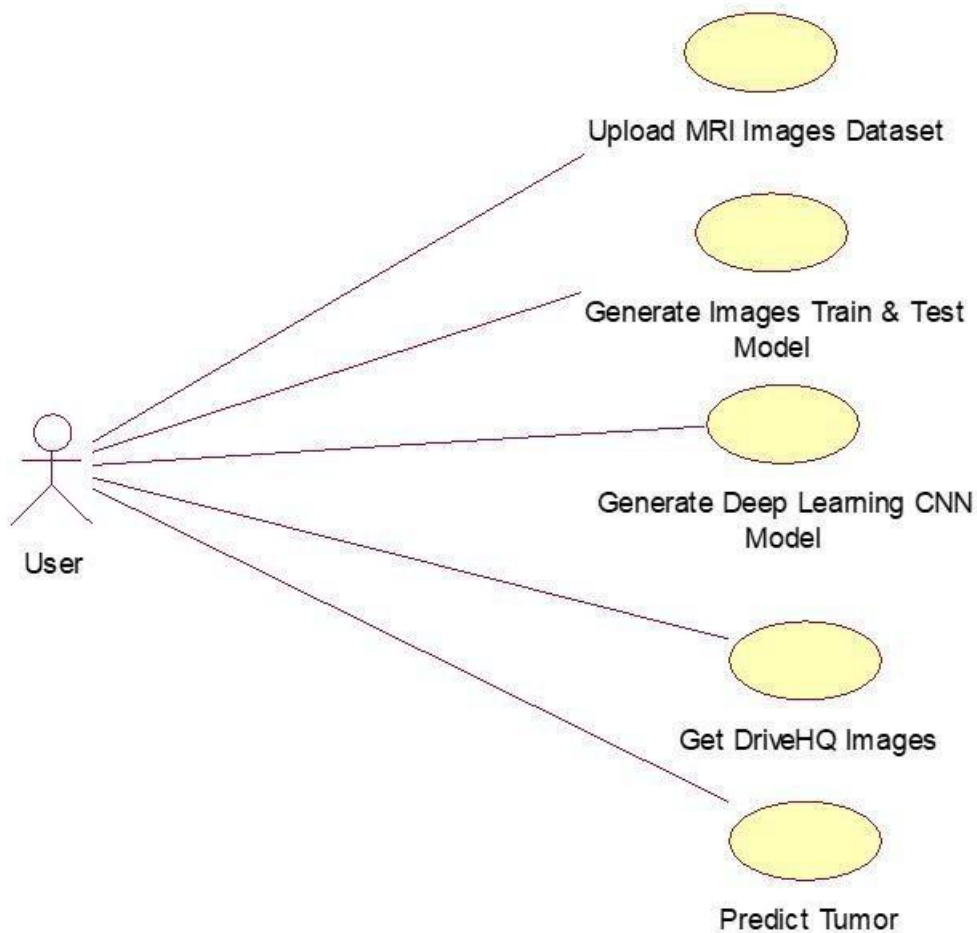 Upload MRI Images Dataset
Generate Images Train & Test
Model
Generate Deep Learning CNN
Model
User
Get DriveHQ Images
Predict Tumor